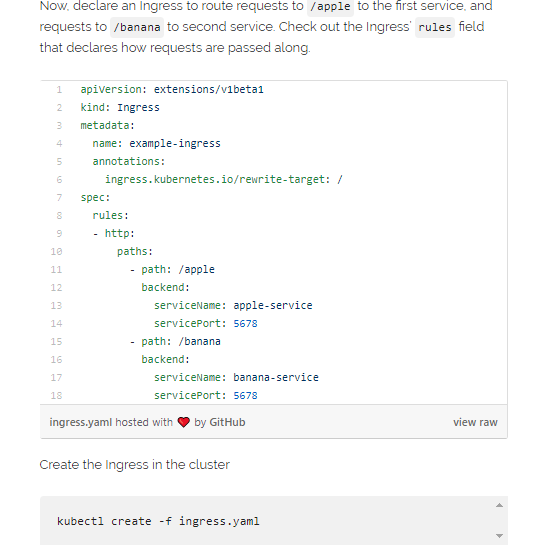 Now, declare an Ingress to route requests to /apple to the first service, and
requests to /banana to second service. Check out the Ingress' rules field
that declares how requests are passed along.
1 apiVersion: extensions/v1beta1
2 kind: Ingress
3 metadata:
4   name: example-ingress
5   annotations:
6     ingress.kubernetes.io/rewrite-target: /
7 spec:
8   rules:
9   - http:
10       paths:
11         - path: /apple
12           backend:
13             serviceName: apple-service
14             servicePort: 5678
15         - path: /banana
16           backend:
17             serviceName: banana-service
18             servicePort: 5678
ingress.yaml hosted with ❤ by GitHub view raw
Create the Ingress in the cluster
kubectl create -f ingress.yaml